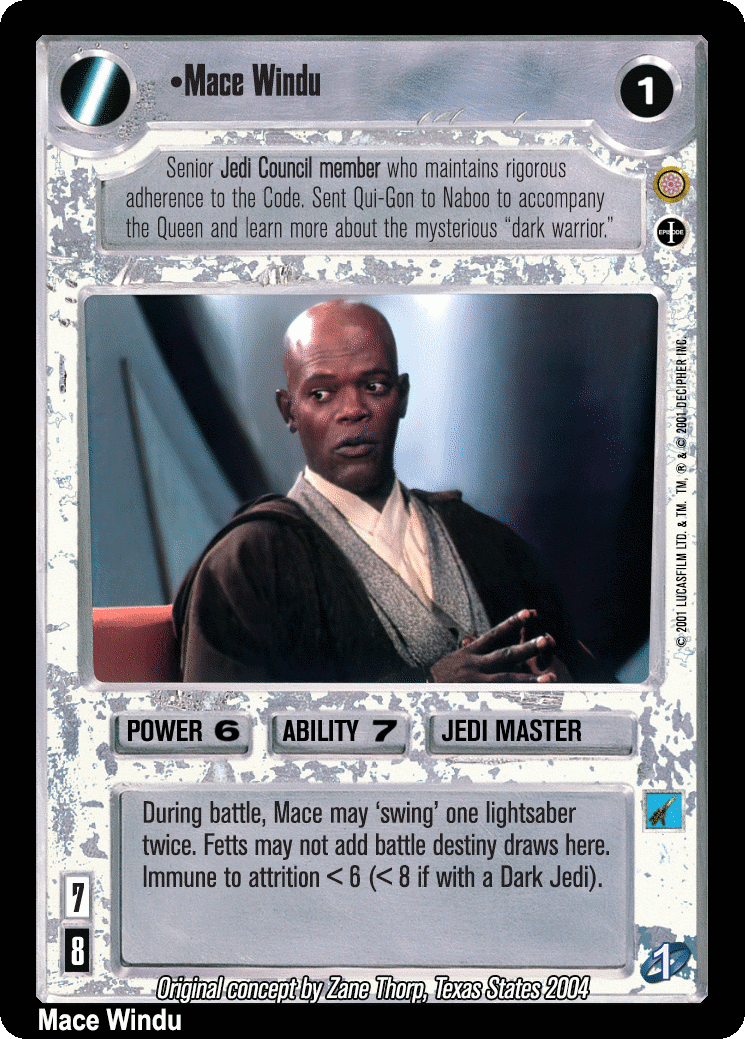 •Mace Windu
1
Senior Jedi Council member who maintains rigorous
adherence to the Code. Sent Qui-Gon to Naboo to accompany
the Queen and learn more about the mysterious “dark warrior.”
EPISODE
I
© 2001 LUCASFILM LTD. & TM. TM, ® & © 2001 DECIPHER INC.
POWER 6
ABILITY 7
JEDI MASTER
During battle, Mace may ‘swing’ one lightsaber
twice. Fetts may not add battle destiny draws here.
Immune to attrition < 6 (< 8 if with a Dark Jedi).
7
8
1
Original concept by Zane Thorp, Texas States 2004
Mace Windu